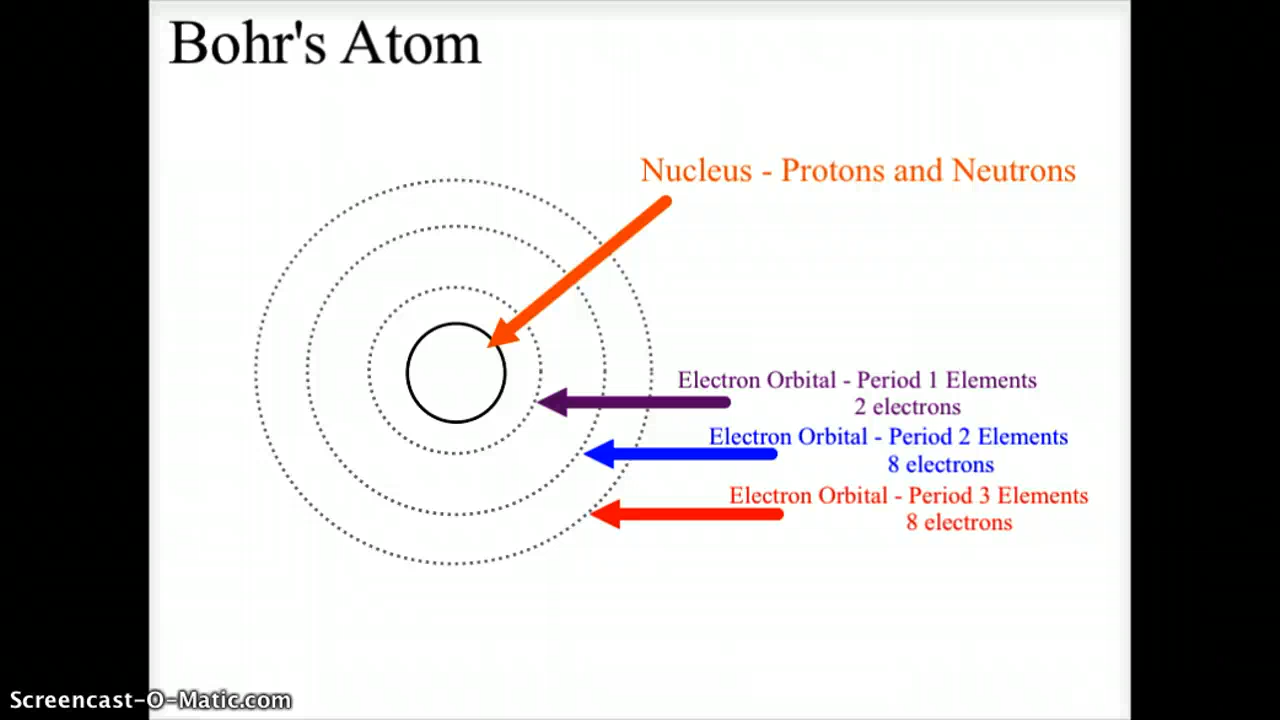 Bohr's Atom
Nucleus - Protons and Neutrons
Electron Orbital - Period 1 Elements
2 electrons
Electron Orbital - Period 2 Elements
8 electrons
Electron Orbital - Period 3 Elements
8 electrons
Screencast-O-Matic.com